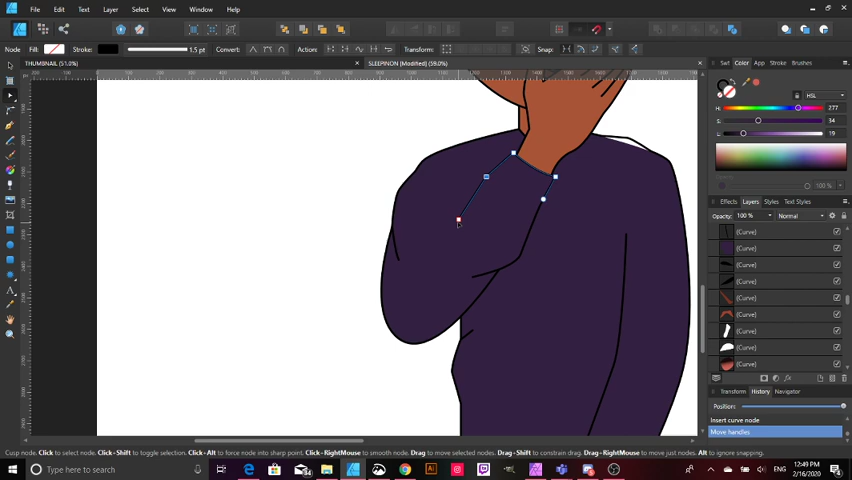 File Edit Text Layer Select View Window Help
Node Fill: Stroke: 1.5 pt Convert: Action: Transform: Snap:
THUMBNAIL (51.0%) × SLEEPINON [Modified] (59.0%) ×
Swt Color App Stroke Brushes
HSL
H: 277
S: 34
L: 19
Opacity 100 %
Effects Layers Styles Text Styles
Opacity: 100 % Normal
(Curve)
(Curve)
(Curve)
(Curve)
(Curve)
(Curve)
(Curve)
(Curve)
(Curve)
Transform History Navigator
Position:
Insert curve node
Move handles
Cusp node. Click to select node. Click+Shift to toggle selection. Click+Alt to force node into sharp point. Click+RightMouse to smooth node. Drag to move selected nodes. Drag+Shift to constrain drag. Drag+RightMouse to move just nodes. Alt to ignore snapping.
Type here to search
12:49 PM
2/16/2020